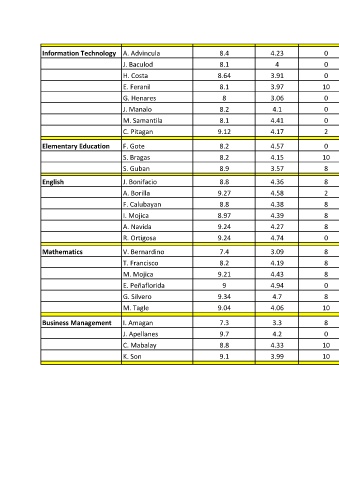 Information Technology A. Advincula 8.4 4.23 0
J. Baculod 8.1 4 0
H. Costa 8.64 3.91 0
E. Feranil 8.1 3.97 10
G. Henares 8 3.06 0
J. Manalo 8.2 4.1 0
M. Samantila 8.1 4.41 0
C. Pitagan 9.12 4.17 2
Elementary Education F. Gote 8.2 4.57 0
S. Bragas 8.2 4.15 10
S. Guban 8.9 3.57 8
English J. Bonifacio 8.8 4.36 8
A. Borilla 9.27 4.58 2
F. Calubayan 8.8 4.38 8
I. Mojica 8.97 4.39 8
A. Navida 9.24 4.27 8
R. Ortigosa 9.24 4.74 0
Mathematics V. Bernardino 7.4 3.09 8
T. Francisco 8.2 4.19 8
M. Mojica 9.21 4.43 8
E. Peñaflorida 9 4.94 0
G. Silvero 9.34 4.7 8
M. Tagle 9.04 4.06 10
Business Management I. Amagan 7.3 3.3 8
J. Apellanes 9.7 4.2 0
C. Mabalay 8.8 4.33 10
K. Son 9.1 3.99 10